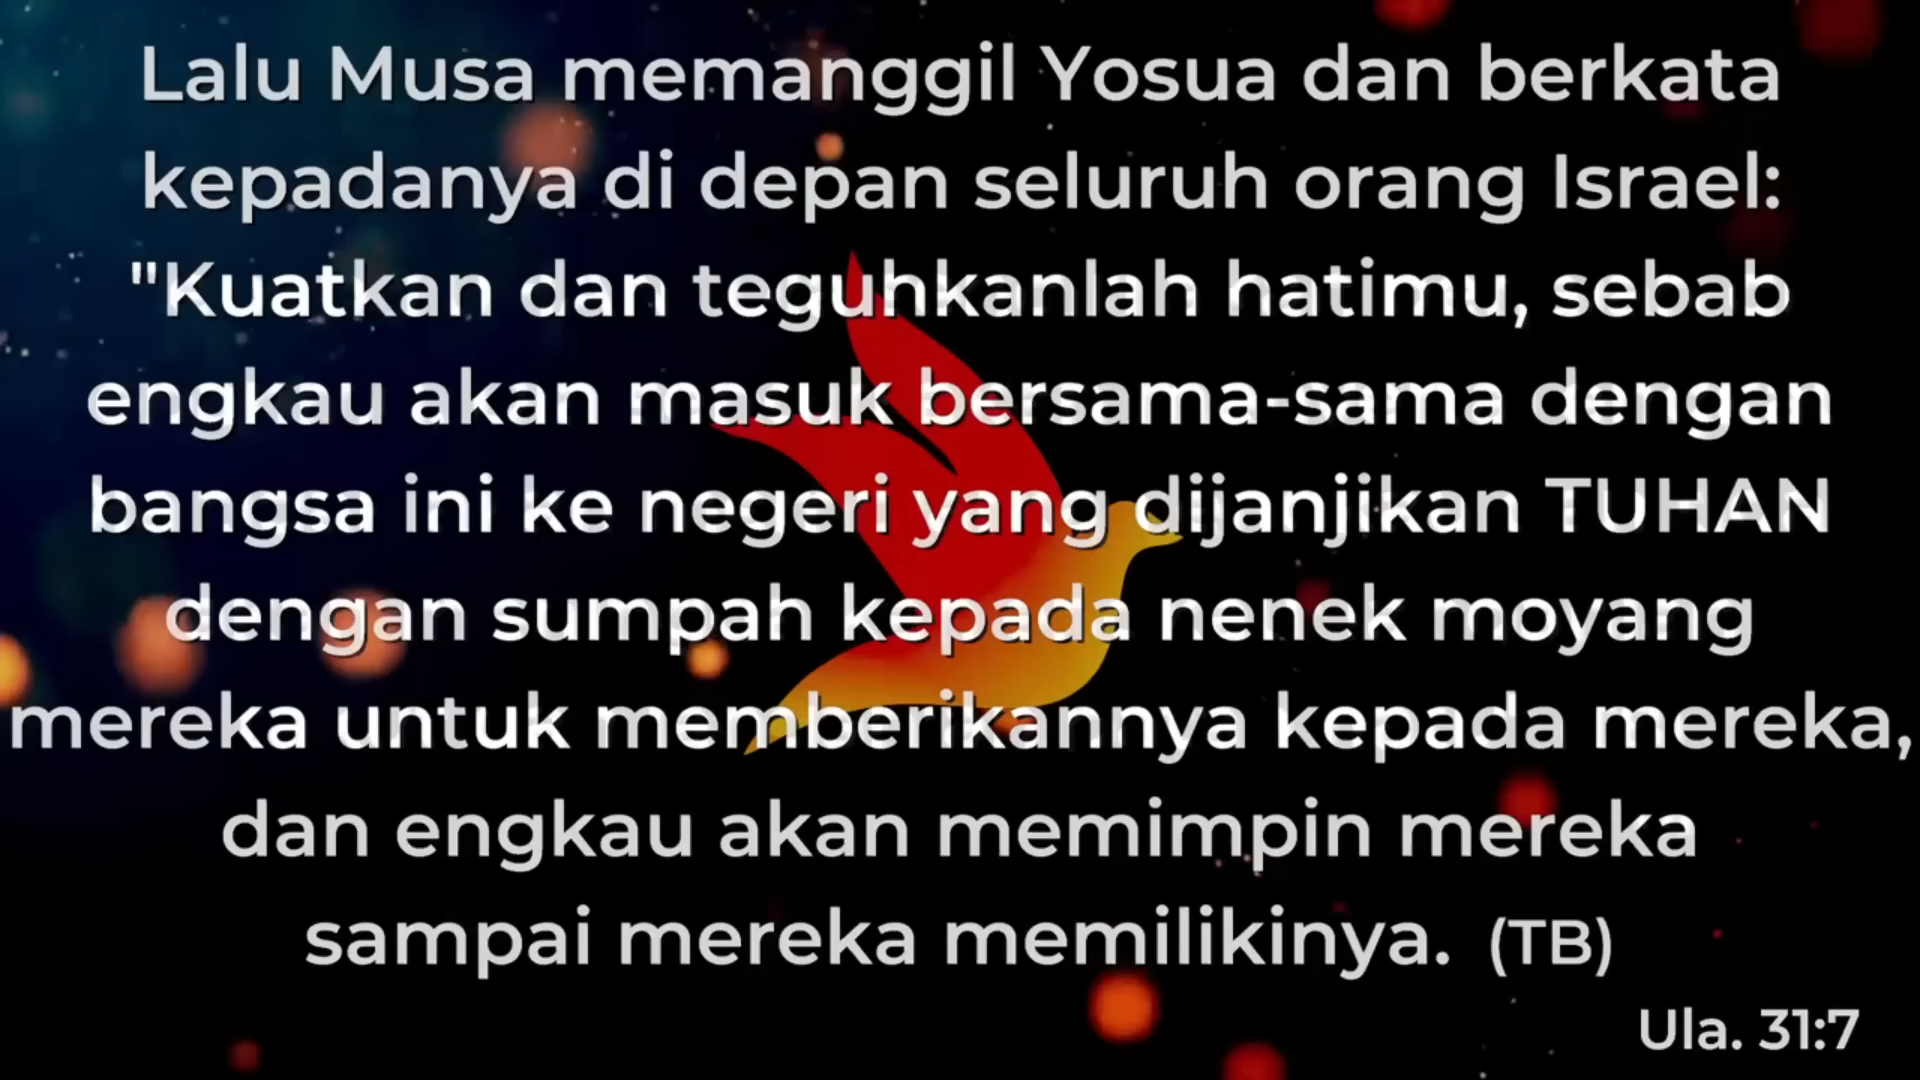 Lalu Musa memanggil Yosua dan berkata
kepadanya di depan seluruh orang Israel:
"Kuatkan dan teguhkanlah hatimu, sebab
engkau akan masuk bersama-sama dengan
bangsa ini ke negeri yang dijanjikan TUHAN
dengan sumpah kepada nenek moyang
mereka untuk memberikannya kepada mereka,
dan engkau akan memimpin mereka
sampai mereka memilikinya. (TB)
Ula. 31:7